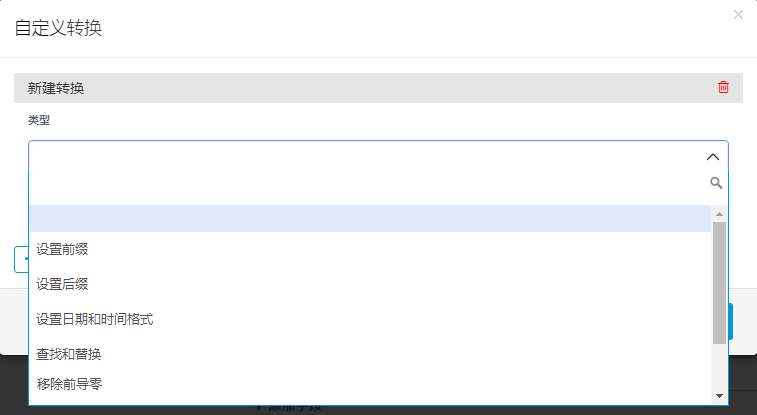 自定义转换
新建转换
类型
设置前缀
设置后缀
设置日期和时间格式
查找和替换
移除前导零